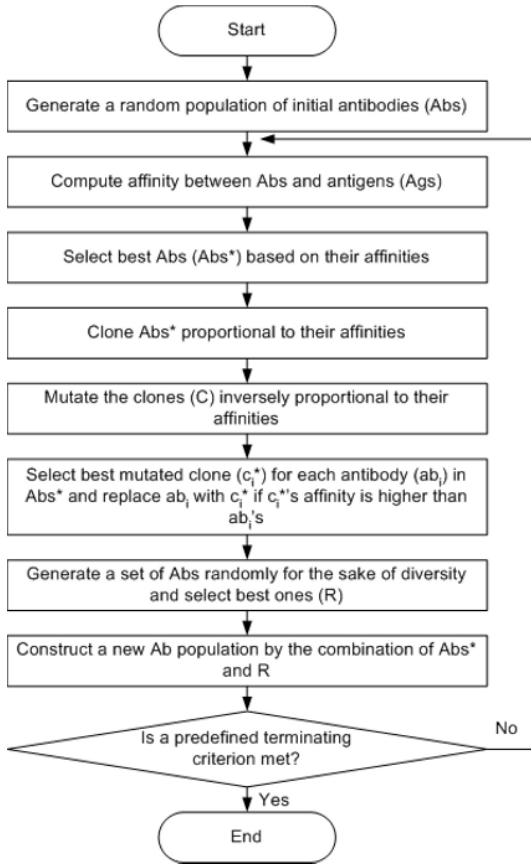 Start
Generate a random population of initial antibodies (Abs)
Compute affinity between Abs and antigens (Ags)
Select best Abs (Abs*) based on their affinities
Clone Abs* proportional to their affinities
Mutate the clones (C) inversely proportional to their
affinities
Select best mutated clone (cᵢ*) for each antibody (abᵢ) in
Abs* and replace abᵢ with cᵢ* if cᵢ*'s affinity is higher than
abᵢ's
Generate a set of Abs randomly for the sake of diversity
and select best ones (R)
Construct a new Ab population by the combination of Abs*
and R
Is a predefined terminating
criterion met?
No
Yes
End